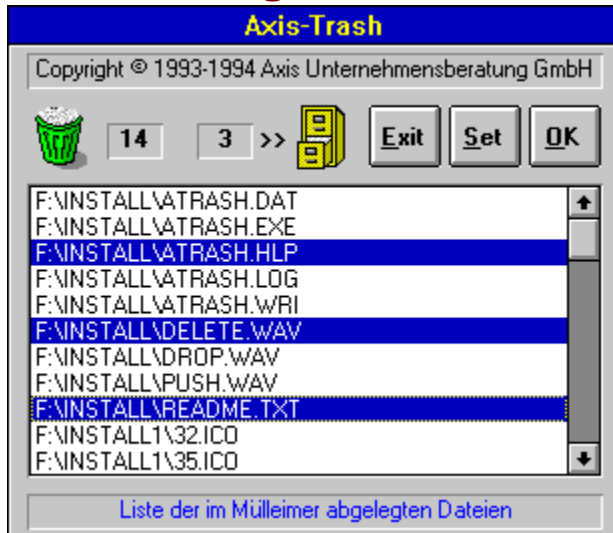 Axis-Trash
Copyright © 1993-1994 Axis Unternehmensberatung GmbH
14 3 >> Exit Set OK
F:\INSTALL\ATRASH.DAT
F:\INSTALL\ATRASH.EXE
F:\INSTALL\ATRASH.HLP
F:\INSTALL\ATRASH.LOG
F:\INSTALL\ATRASH.WRI
F:\INSTALL\DELETE.WAV
F:\INSTALL\DROP.WAV
F:\INSTALL\PUSH.WAV
F:\INSTALL\README.TXT
F:\INSTALL1\32.ICO
F:\INSTALL1\35.ICO
Liste der im Mülleimer abgelegten Dateien